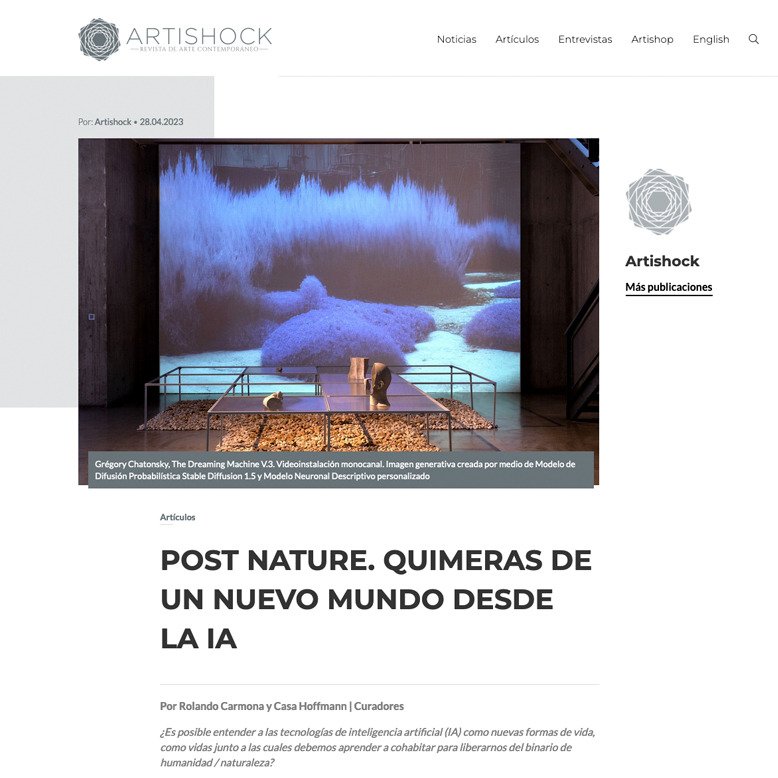 ARTISHOCK
REVISTA DE ARTE CONTEMPORÁNEO
Noticias Artículos Entrevistas Artishop English
Por: Artishock • 28.04.2023
Artishock
Más publicaciones
Grégory Chatonsky, The Dreaming Machine V.3. Videoinstalación monocanal. Imagen generativa creada por medio de Modelo de
Difusión Probabilística Stable Diffusion 1.5 y Modelo Neuronal Descriptivo personalizado
Artículos
POST NATURE. QUIMERAS DE
UN NUEVO MUNDO DESDE
LA IA
Por Rolando Carmona y Casa Hoffmann | Curadores
¿Es posible entender a las tecnologías de inteligencia artificial (IA) como nuevas formas de vida,
como vidas junto a las cuales debemos aprender a cohabitar para liberarnos del binario de
humanidad / naturaleza?